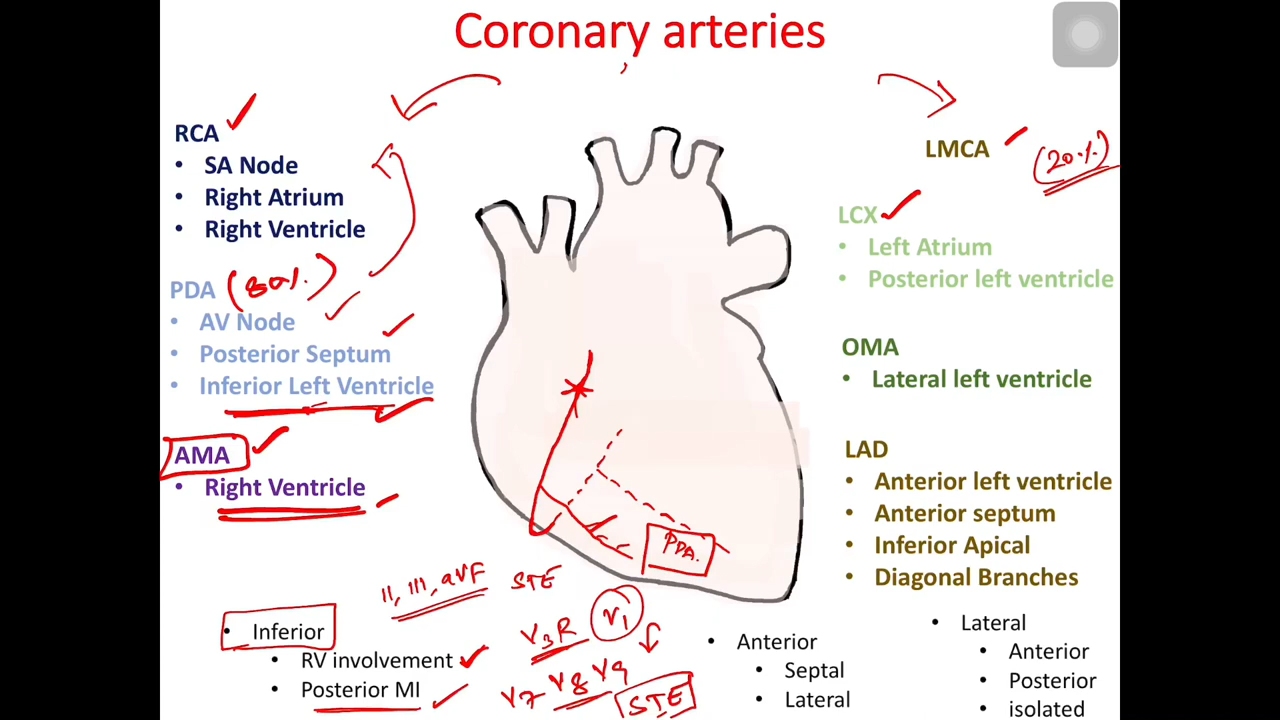 Coronary arteries
RCA
• SA Node
• Right Atrium
• Right Ventricle
PDA (80%)
• AV Node
• Posterior Septum
• Inferior Left Ventricle
AMA
• Right Ventricle
LMCA (20%)
LCX
• Left Atrium
• Posterior left ventricle
OMA
• Lateral left ventricle
LAD
• Anterior left ventricle
• Anterior septum
• Inferior Apical
• Diagonal Branches
PDA.
II, III, aVF STE
• Inferior
• RV involvement
• Posterior MI
V3R V1
V7 V8 V9 STE
• Anterior
• Septal
• Lateral
• Lateral
• Anterior
• Posterior
• isolated